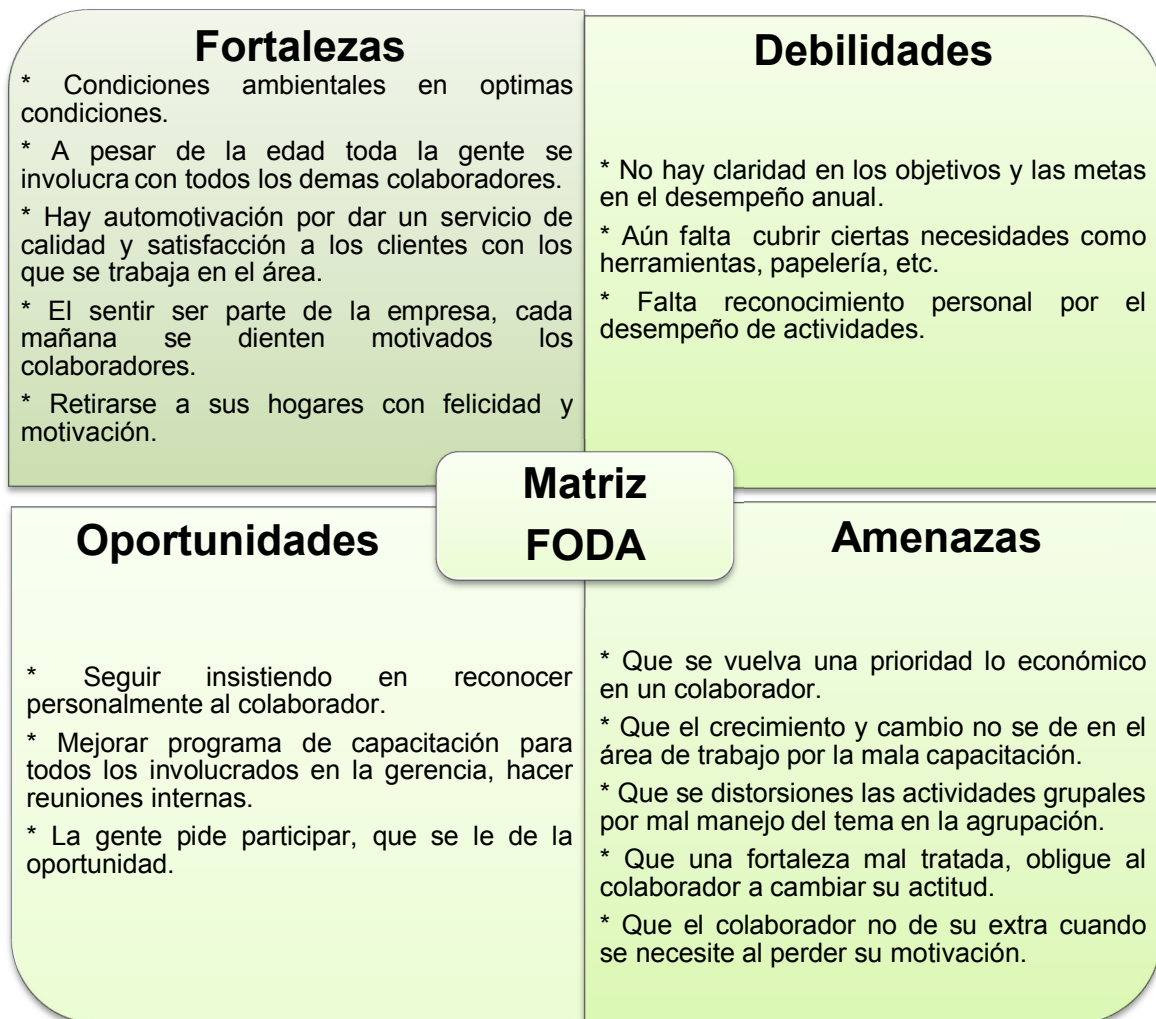 Fortalezas
* Condiciones ambientales en optimas
condiciones.
* A pesar de la edad toda la gente se
involucra con todos los demas colaboradores.
* Hay automotivación por dar un servicio de
calidad y satisfacción a los clientes con los
que se trabaja en el área.
* El sentir ser parte de la empresa, cada
mañana se dienten motivados los
colaboradores.
* Retirarse a sus hogares con felicidad y
motivación.
Debilidades
* No hay claridad en los objetivos y las metas
en el desempeño anual.
* Aún falta cubrir ciertas necesidades como
herramientas, papelería, etc.
* Falta reconocimiento personal por el
desempeño de actividades.
Matriz
FODA
Oportunidades
* Seguir insistiendo en reconocer
personalmente al colaborador.
* Mejorar programa de capacitación para
todos los involucrados en la gerencia, hacer
reuniones internas.
* La gente pide participar, que se le de la
oportunidad.
Amenazas
* Que se vuelva una prioridad lo económico
en un colaborador.
* Que el crecimiento y cambio no se de en el
área de trabajo por la mala capacitación.
* Que se distorsiones las actividades grupales
por mal manejo del tema en la agrupación.
* Que una fortaleza mal tratada, obligue al
colaborador a cambiar su actitud.
* Que el colaborador no de su extra cuando
se necesite al perder su motivación.